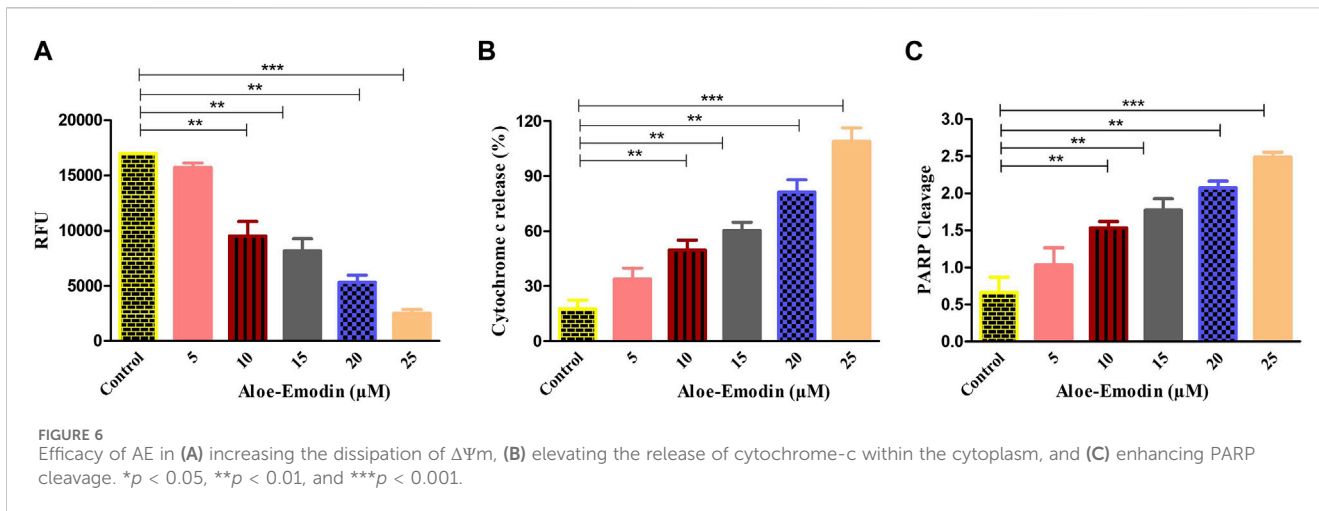 A
***
**
**
**
20000
15000
10000
5000
0
RFU
Control
5
10
15
20
25
Aloe-Emodin (µM)
B
***
**
**
**
120
90
60
30
0
Cytochrome c release (%)
Control
5
10
15
20
25
Aloe-Emodin (µM)
C
***
**
**
**
3.0
2.5
2.0
1.5
1.0
0.5
0.0
PARP Cleavage
Control
5
10
15
20
25
Aloe-Emodin (µM)
FIGURE 6
Efficacy of AE in (A) increasing the dissipation of ΔΨm, (B) elevating the release of cytochrome-c within the cytoplasm, and (C) enhancing PARP
cleavage. *p < 0.05, **p < 0.01, and ***p < 0.001.